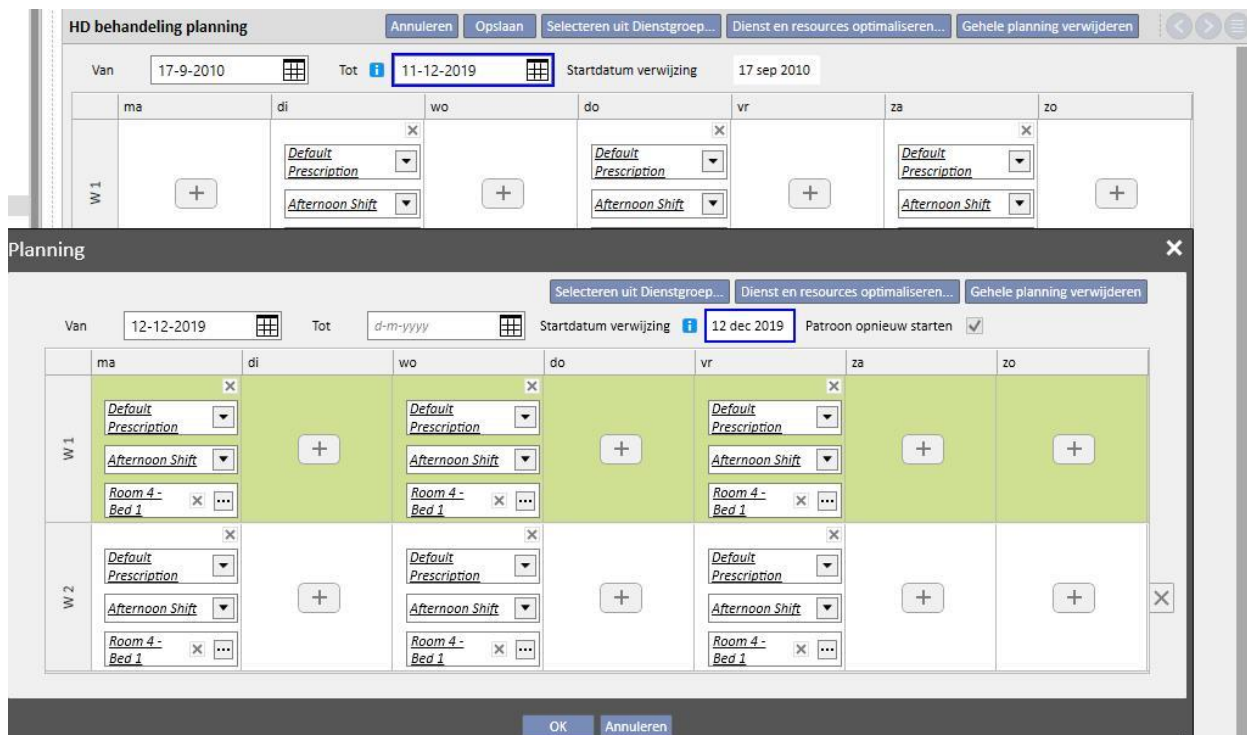 HD behandeling planning Annuleren Opslaan Selecteren uit Dienstgroep... Dienst en resources optimaliseren... Gehele planning verwijderen
Van 17-9-2010 Tot i 11-12-2019 Startdatum verwijzing 17 sep 2010
ma di wo do vr za zo
W 1
Default Prescription
Afternoon Shift
Default Prescription
Afternoon Shift
Default Prescription
Afternoon Shift
Planning
Selecteren uit Dienstgroep... Dienst en resources optimaliseren... Gehele planning verwijderen
Van 12-12-2019 Tot d-m-yyyy Startdatum verwijzing i 12 dec 2019 Patroon opnieuw starten
ma di wo do vr za zo
W 1
Default Prescription
Afternoon Shift
Room 4 - Bed 1
Default Prescription
Afternoon Shift
Room 4 - Bed 1
Default Prescription
Afternoon Shift
Room 4 - Bed 1
W 2
Default Prescription
Afternoon Shift
Room 4 - Bed 1
Default Prescription
Afternoon Shift
Room 4 - Bed 1
Default Prescription
Afternoon Shift
Room 4 - Bed 1
OK Annuleren